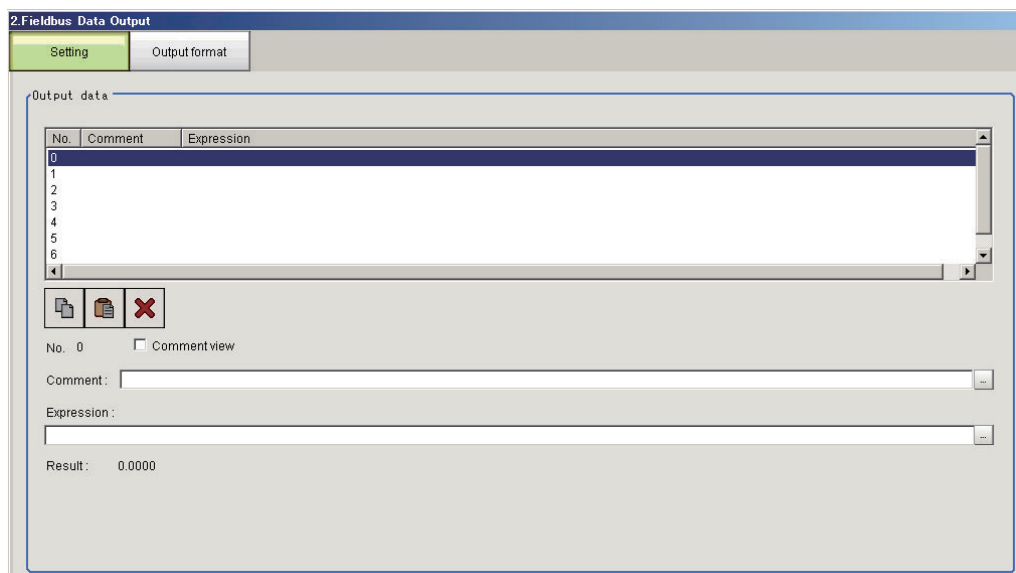 2.Fieldbus Data Output
Setting Output format
Output data
No. Comment Expression
0
1
2
3
4
5
6
No. 0 Comment view
Comment : ...
Expression :
...
Result : 0.0000